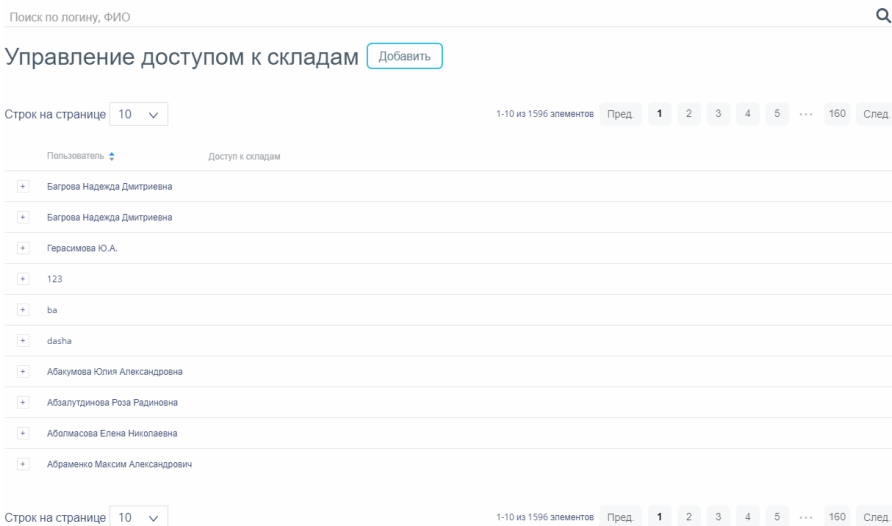 Поиск по логину, ФИО
Управление доступом к складам Добавить
Строк на странице 10 1-10 из 1596 элементов Пред. 1 2 3 4 5 ··· 160 След.
Пользователь Доступ к складам
+ Багрова Надежда Дмитриевна
+ Багрова Надежда Дмитриевна
+ Герасимова Ю.А.
+ 123
+ ba
+ dasha
+ Абакумова Юлия Александровна
+ Абзалутдинова Роза Радиновна
+ Аболмасова Елена Николаевна
+ Абраменко Максим Александрович
Строк на странице 10 1-10 из 1596 элементов Пред. 1 2 3 4 5 ··· 160 След.